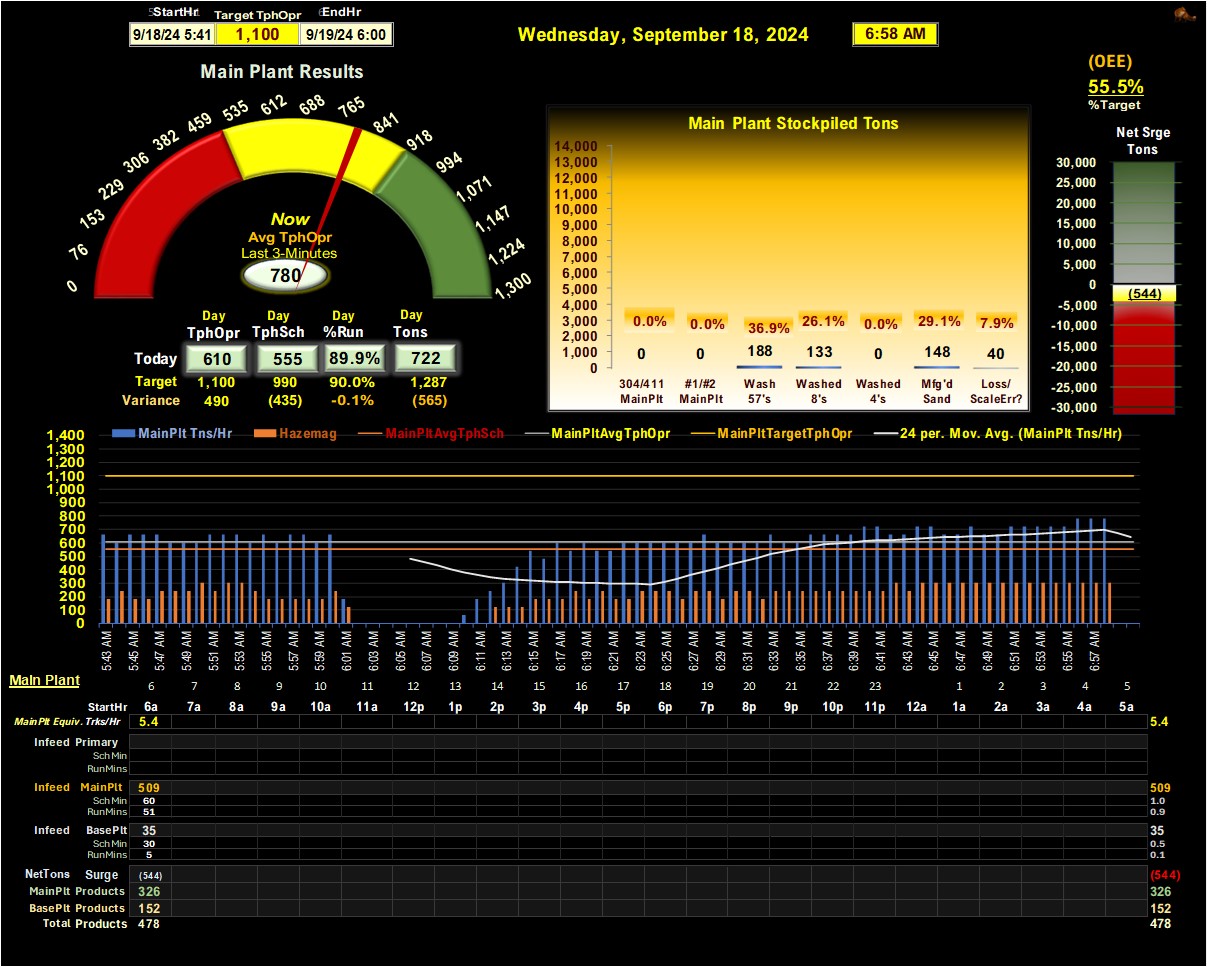 StartHr Target TphOpr EndHr
9/18/24 5:41 1,100 9/19/24 6:00
Wednesday, September 18, 2024
6:58 AM
(OEE)
55.5%
%Target
Main Plant Results
0 76 153 229 306 382 459 535 612 688 765 841 918 994 1,071 1,147 1,224 1,300
Now
Avg TphOpr
Last 3-Minutes
780
Day Day Day Day
TphOpr TphSch %Run Tons
Today 610 555 89.9% 722
Target 1,100 990 90.0% 1,287
Variance 490 (435) -0.1% (565)
Main Plant Stockpiled Tons
14,000
13,000
12,000
11,000
10,000
9,000
8,000
7,000
6,000
5,000
4,000
3,000
2,000
1,000
0
0.0% 0.0% 36.9% 26.1% 0.0% 29.1% 7.9%
0 0 188 133 0 148 40
304/411 #1/#2 Wash Washed Washed Mfg'd Loss/
MainPlt MainPlt 57's 8's 4's Sand ScaleErr?
Net Srge
Tons
30,000
25,000
20,000
15,000
10,000
5,000
0
(544)
-5,000
-10,000
-15,000
-20,000
-25,000
-30,000
MainPlt Tns/Hr Hazemag MainPltAvgTphSch MainPltAvgTphOpr MainPltTargetTphOpr 24 per. Mov. Avg. (MainPlt Tns/Hr)
1,400
1,300
1,200
1,100
1,000
900
800
700
600
500
400
300
200
100
0
5:43 AM 5:45 AM 5:47 AM 5:49 AM 5:51 AM 5:53 AM 5:55 AM 5:57 AM 5:59 AM 6:01 AM 6:03 AM 6:05 AM 6:07 AM 6:09 AM 6:11 AM 6:13 AM 6:15 AM 6:17 AM 6:19 AM 6:21 AM 6:23 AM 6:25 AM 6:27 AM 6:29 AM 6:31 AM 6:33 AM 6:35 AM 6:37 AM 6:39 AM 6:41 AM 6:43 AM 6:45 AM 6:47 AM 6:49 AM 6:51 AM 6:53 AM 6:55 AM 6:57 AM
Main Plant
6 7 8 9 10 11 12 13 14 15 16 17 18 19 20 21 22 23 1 2 3 4 5
StartHr 6a 7a 8a 9a 10a 11a 12p 1p 2p 3p 4p 5p 6p 7p 8p 9p 10p 11p 12a 1a 2a 3a 4a 5a
MainPlt Equiv. Trks/Hr 5.4 5.4
Infeed Primary
SchMin
RunMins
Infeed MainPlt 509 509
SchMin 60 1.0
RunMins 51 0.9
Infeed BasePlt 35 35
SchMin 30 0.5
RunMins 5 0.1
NetTons Surge (544) (544)
MainPlt Products 326 326
BasePlt Products 152 152
Total Products 478 478